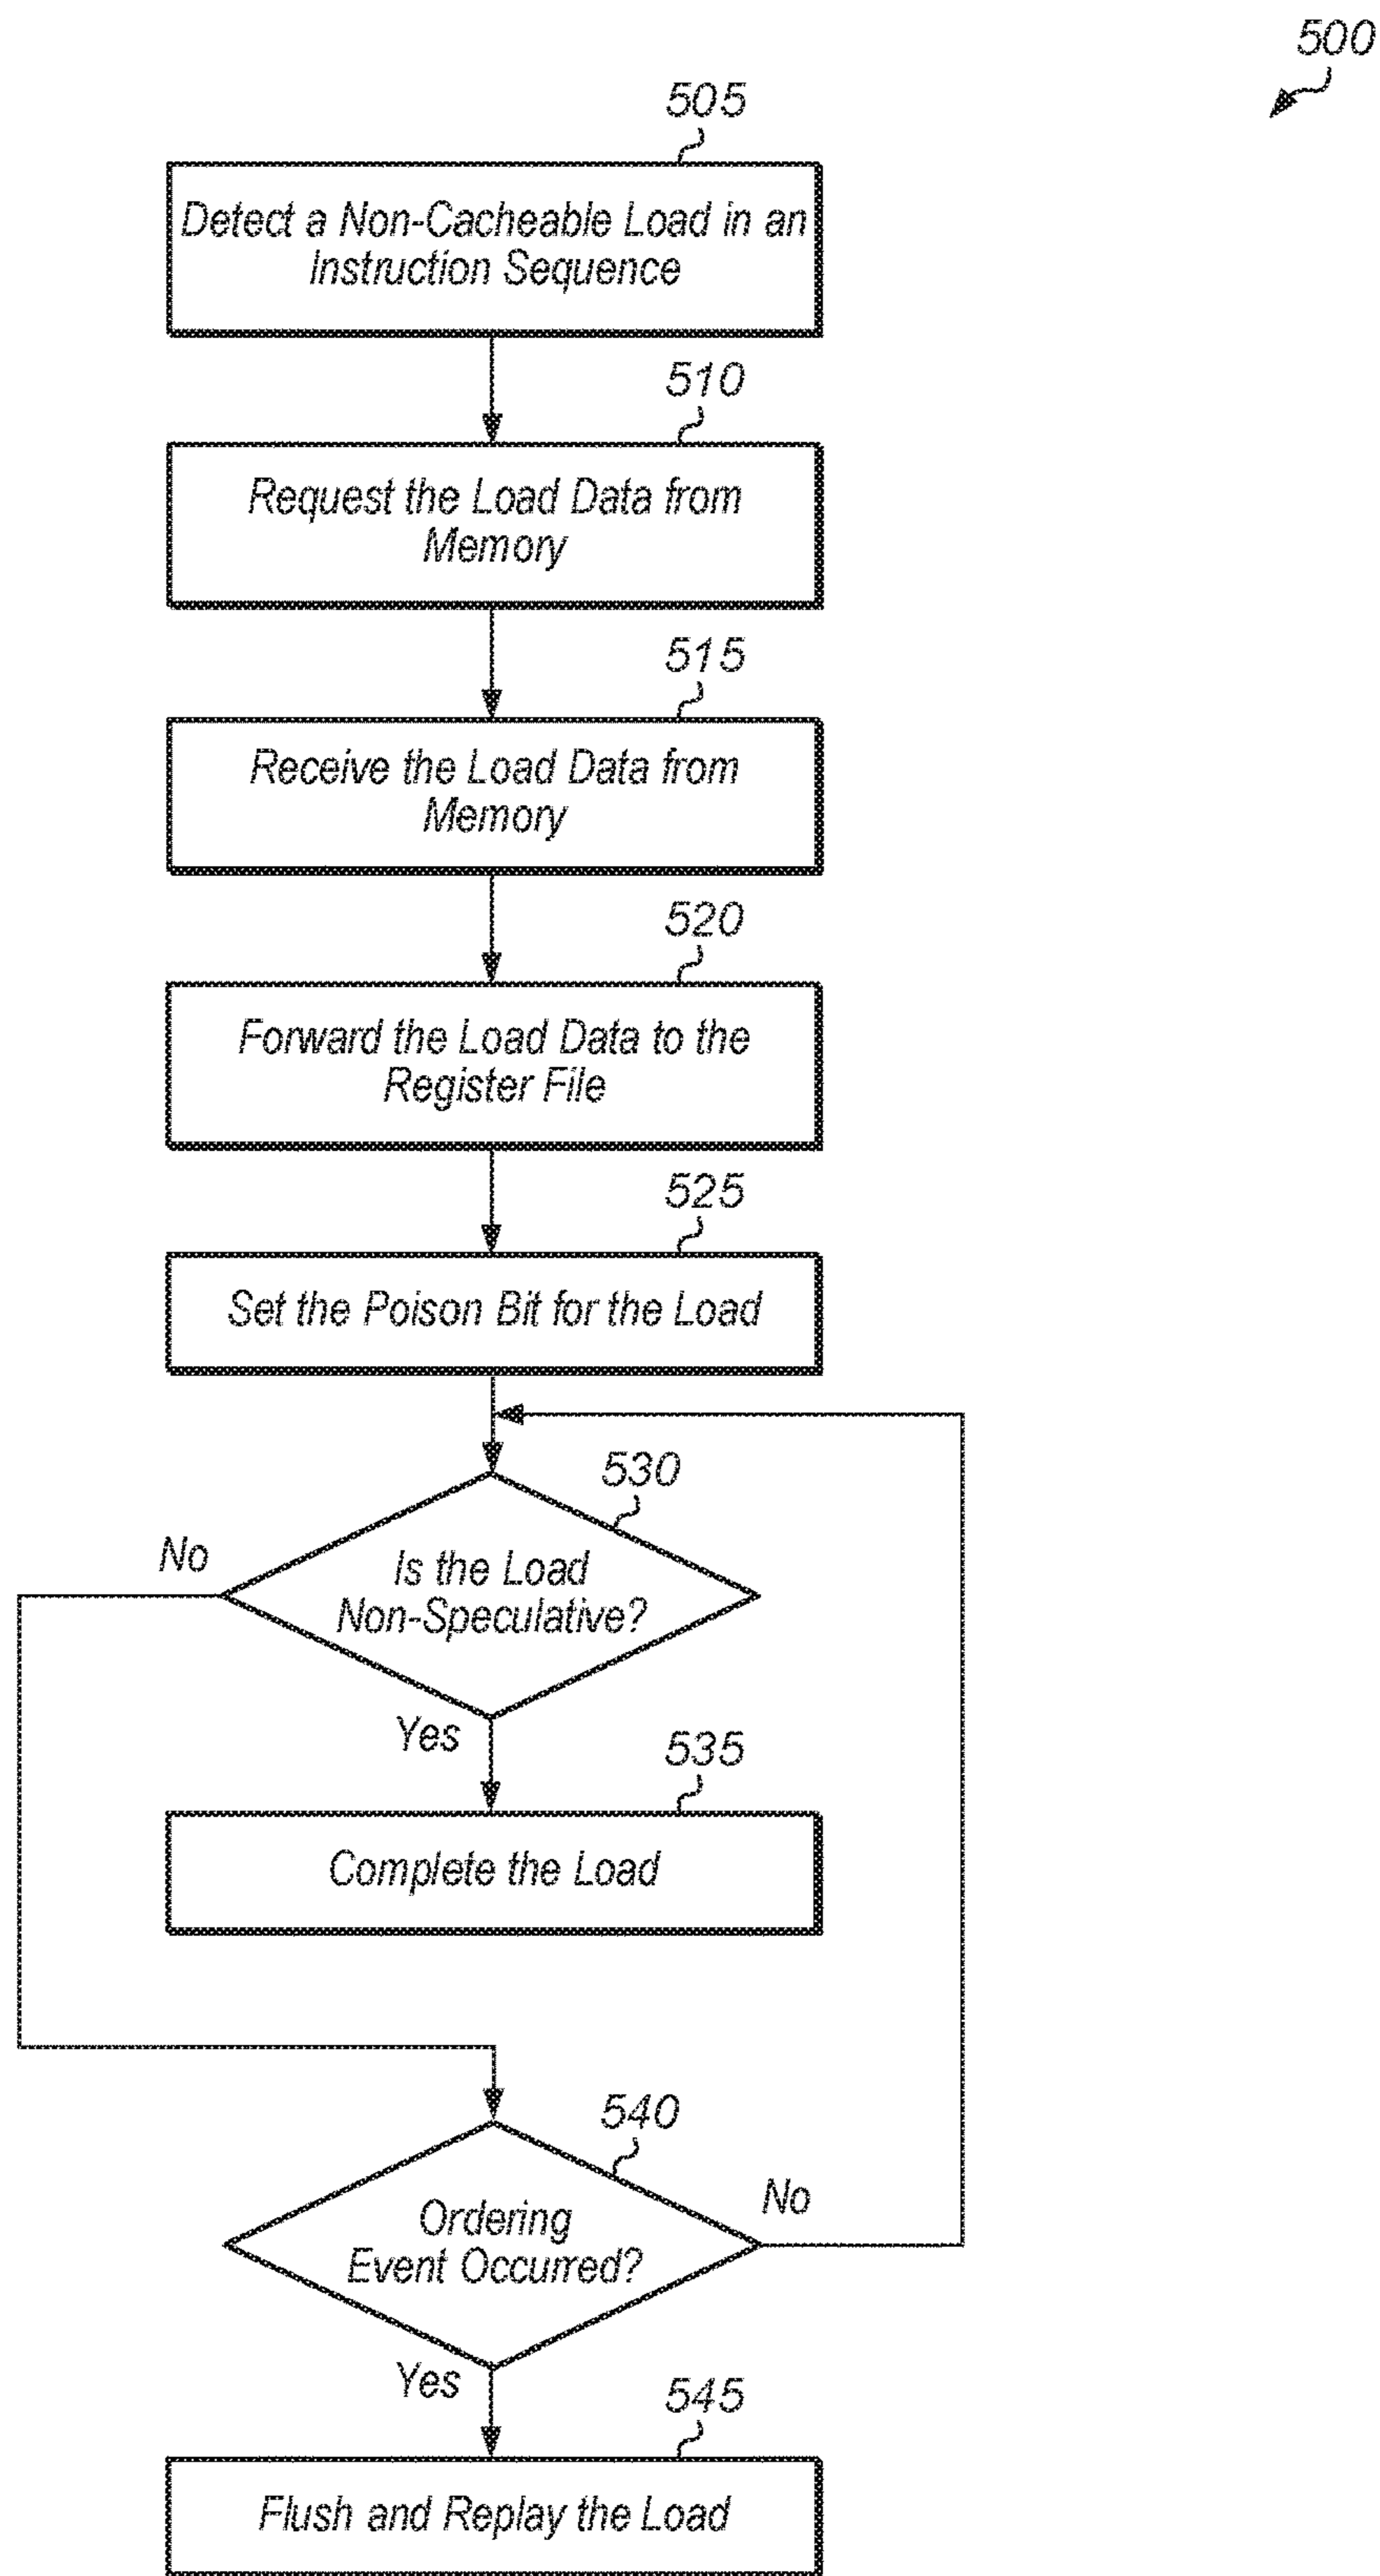 500
505
Detect a Non-Cacheable Load in an
Instruction Sequence
510
Request the Load Data from
Memory
515
Receive the Load Data from
Memory
520
Forward the Load Data to the
Register File
525
Set the Poison Bit for the Load
530
No
Is the Load
Non-Speculative?
Yes
535
Complete the Load
540
No
Ordering
Event Occurred?
Yes
545
Flush and Replay the Load